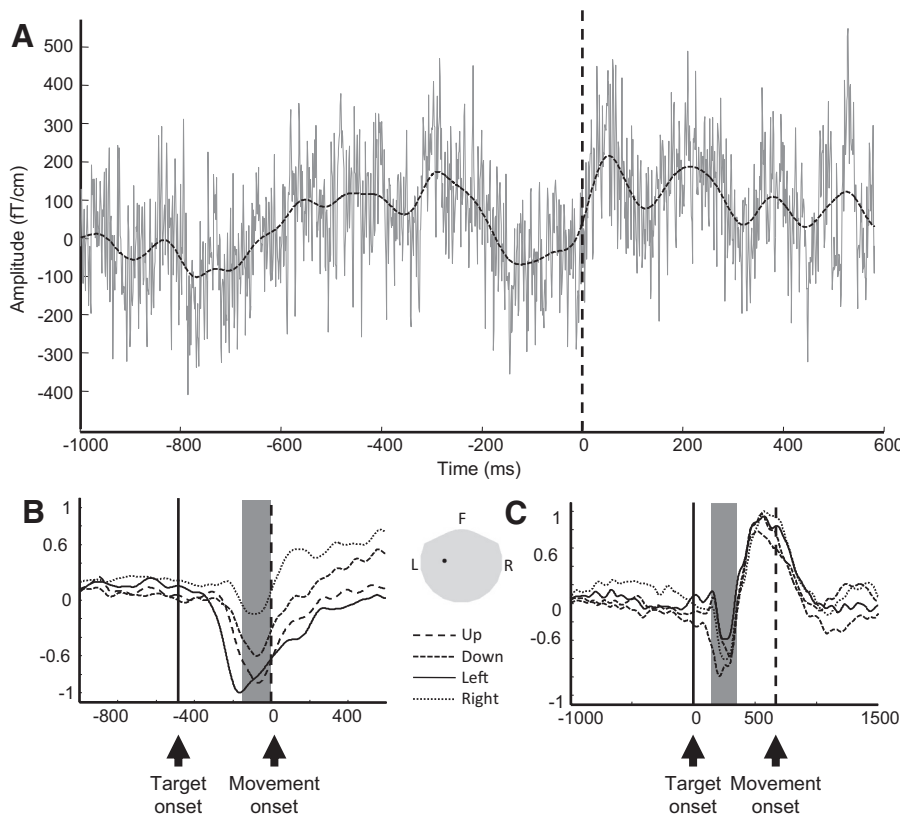 A
500
400
300
200
100
0
-100
-200
-300
-400
Amplitude (fT/cm)
-1000 -800 -600 -400 -200 0 200 400 600
Time (ms)
B
1
0.6
0
-0.6
-1
-800 -400 0 400
Target onset
Movement onset
F
L R
Up
Down
Left
Right
C
1
0.6
0
-0.6
-1
-1000 0 500 1500
Target onset
Movement onset